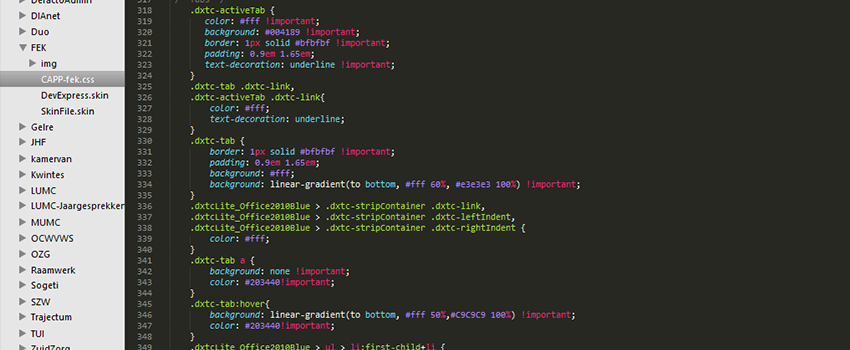 DefactoAdmin
DIAnet
Duo
FEK
img
CAPP-fek.css
DevExpress.skin
SkinFile.skin
Gelre
JHF
kamervan
Kwintes
LUMC
LUMC-Jaargesprekken
MUMC
OCWVWS
OZG
Raamwerk
Sogeti
SZW
Trajectum
TUI
ZuidZorg
317 /* Tabs */
318 .dxtc-activeTab {
319 color: #fff !important;
320 background: #004189 !important;
321 border: 1px solid #bfbfbf !important;
322 padding: 0.9em 1.65em;
323 text-decoration: underline !important;
324 }
325 .dxtc-tab .dxtc-link,
326 .dxtc-activeTab .dxtc-link{
327 color: #fff;
328 text-decoration: underline;
329 }
330 .dxtc-tab {
331 border: 1px solid #bfbfbf !important;
332 padding: 0.9em 1.65em;
333 background: #fff;
334 background: linear-gradient(to bottom, #fff 60%, #e3e3e3 100%) !important;
335 }
336 .dxtcLite_Office2010Blue > .dxtc-stripContainer .dxtc-link,
337 .dxtcLite_Office2010Blue > .dxtc-stripContainer .dxtc-leftIndent,
338 .dxtcLite_Office2010Blue > .dxtc-stripContainer .dxtc-rightIndent {
339 color: #fff;
340 }
341 .dxtc-tab a {
342 background: none !important;
343 color: #203440!important;
344 }
345 .dxtc-tab:hover{
346 background: linear-gradient(to bottom, #fff 50%,#C9C9C9 100%) !important;
347 color: #203440!important;
348 }
349 .dxtcLite_Office2010Blue > ul > li:first-child+li {